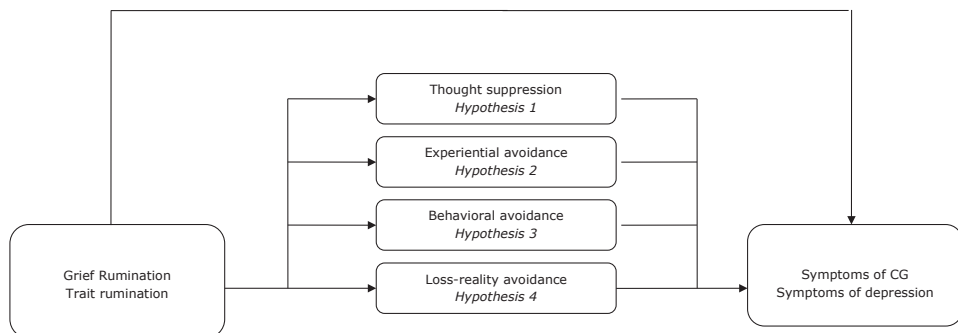 Thought suppression
Hypothesis 1
Experiential avoidance
Hypothesis 2
Behavioral avoidance
Hypothesis 3
Loss-reality avoidance
Hypothesis 4
Grief Rumination
Trait rumination
Symptoms of CG
Symptoms of depression